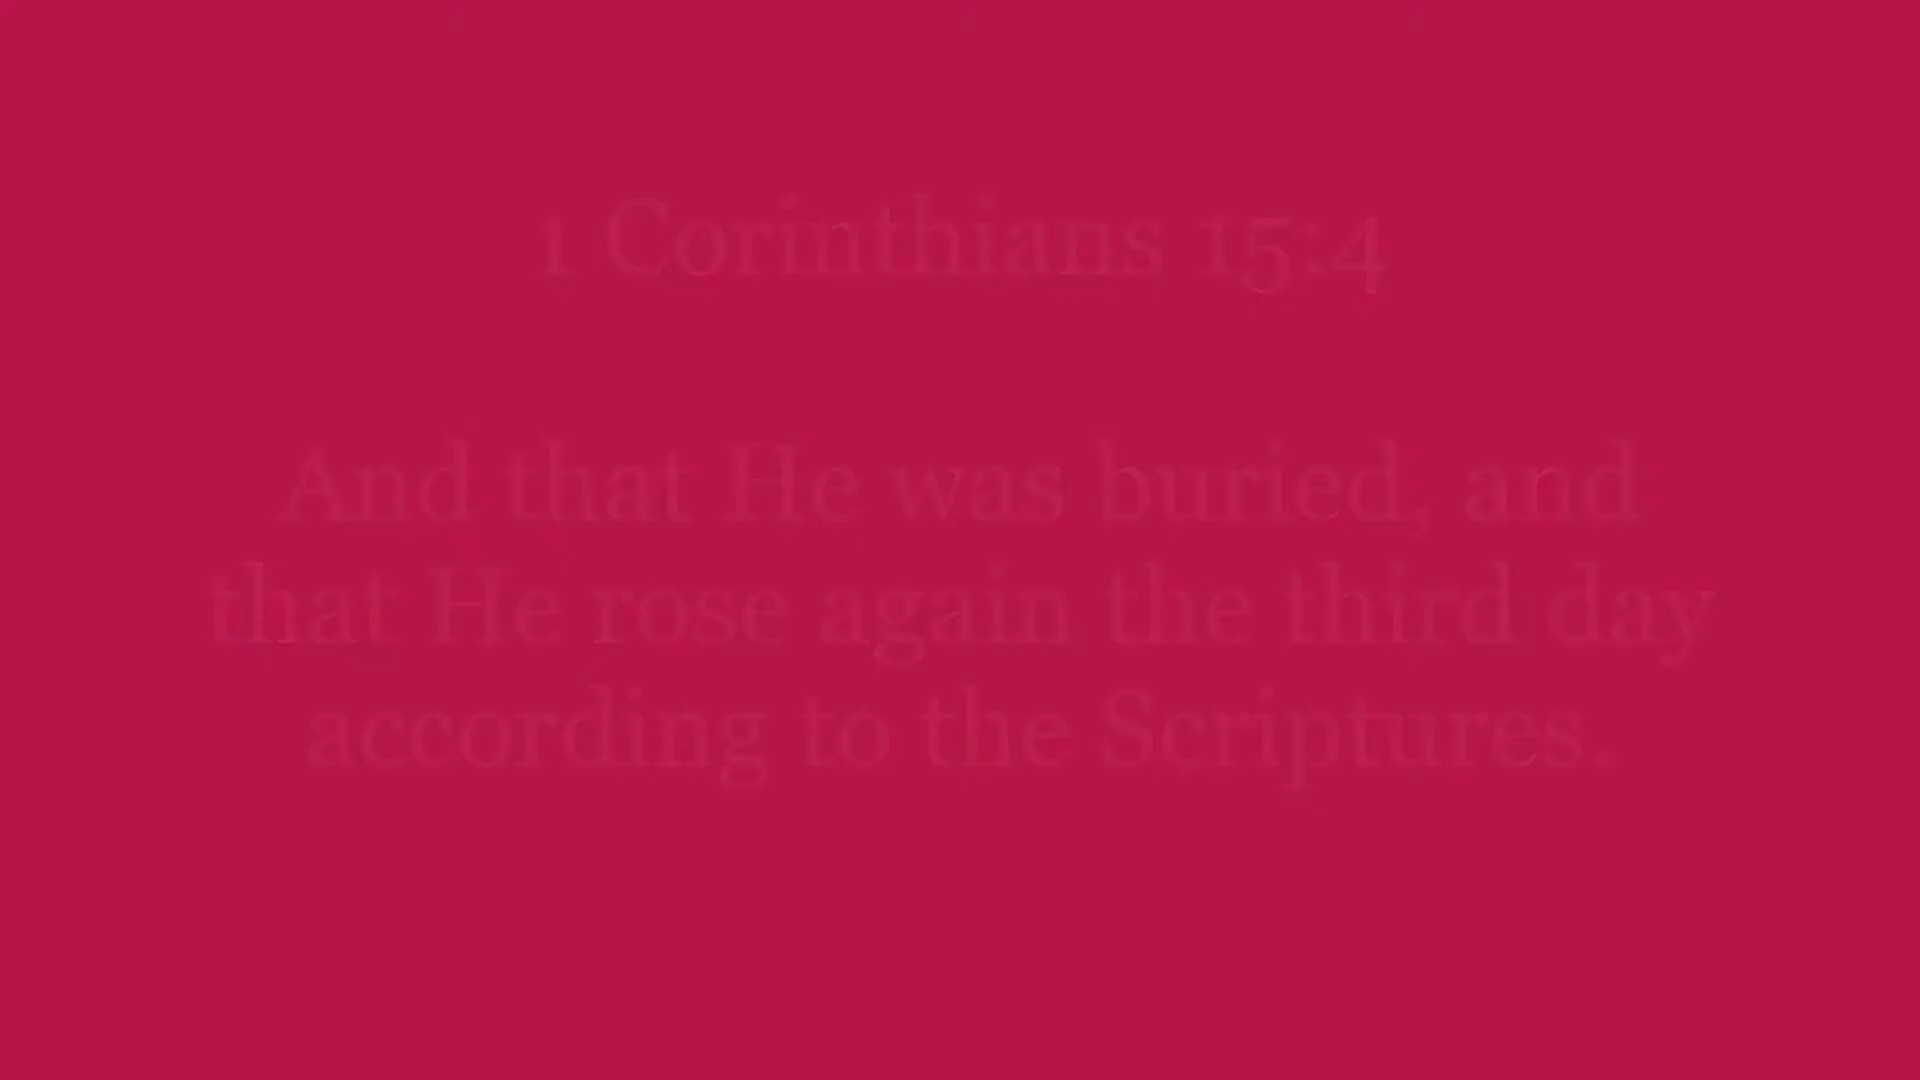 1 Corinthians 15:4
And that He was buried, and
that He rose again the third day
according to the Scriptures.